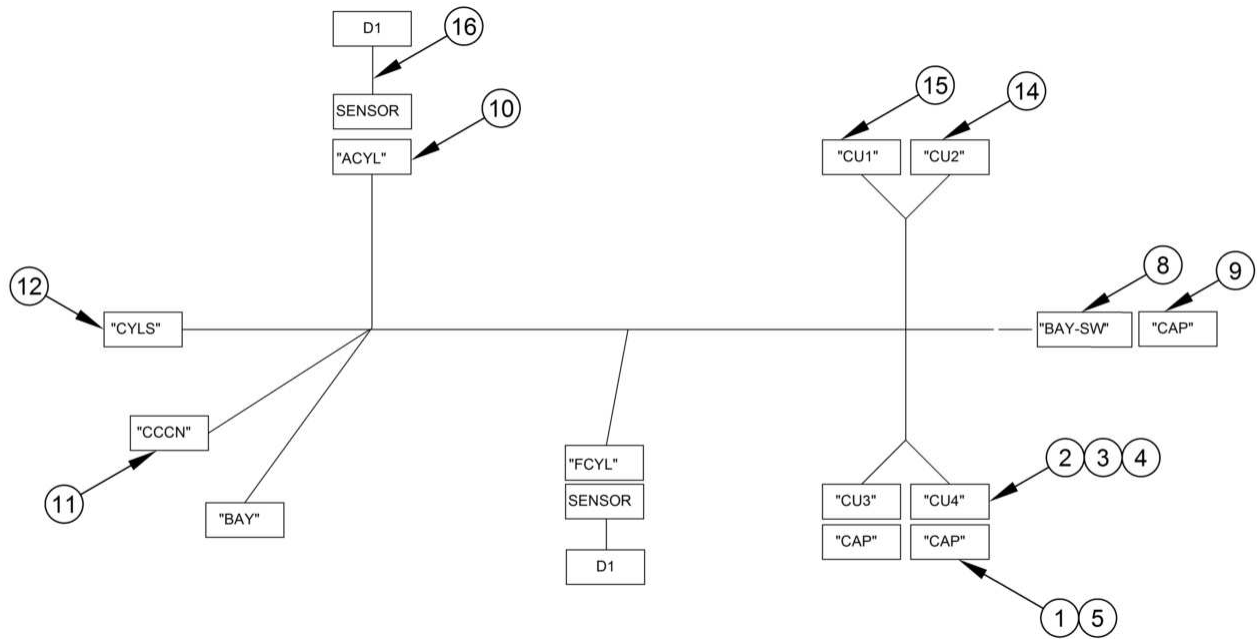 D1
16
SENSOR
10
"ACYL"
15
14
"CU1"
"CU2"
12
"CYLS"
8
9
"BAY-SW"
"CAP"
"CCCN"
11
"BAY"
"FCYL"
SENSOR
D1
2 3 4
"CU3"
"CU4"
"CAP"
"CAP"
1 5